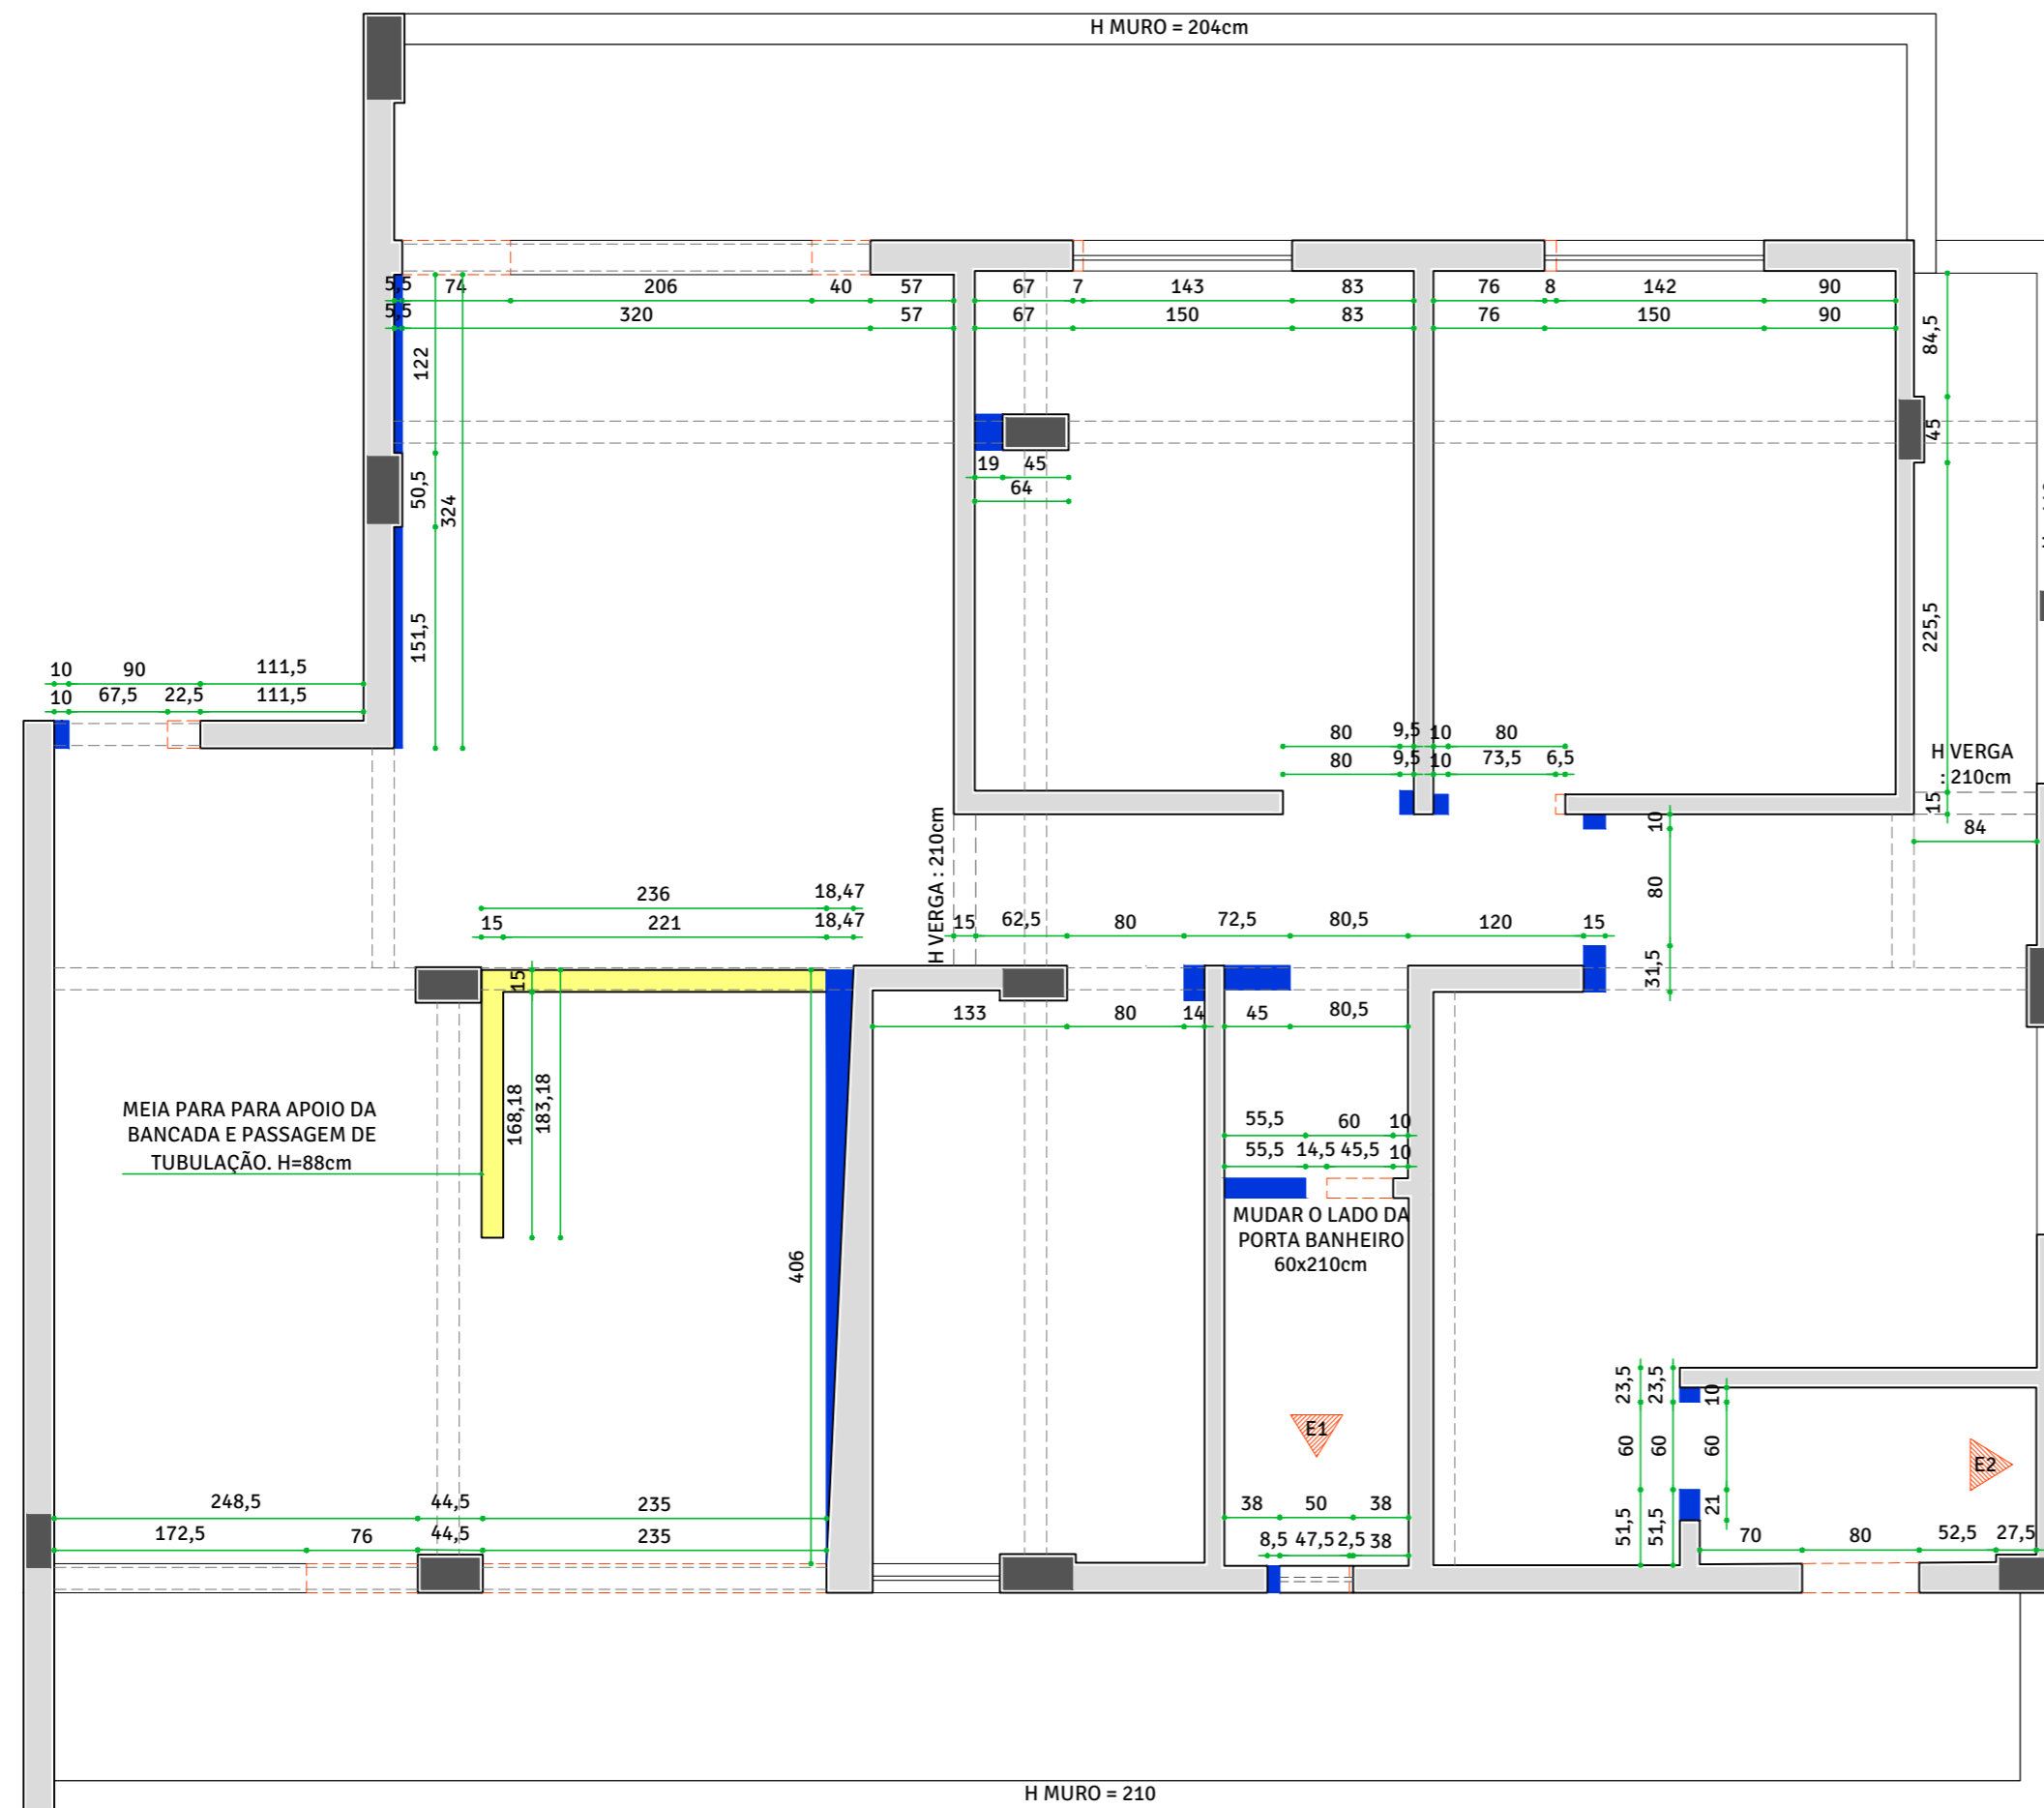 H MURO = 204cm
5,5 74 206 40 57 67 7 143 83 76 8 142 90
5,5 320 57 67 150 83 76 150 90
84,5
122
45
19 45
64
50,5
324
151,5
225,5
10 90 111,5
10 67,5 22,5 111,5
80 9,5 10 80
80 9,5 10 73,5 6,5
H VERGA
: 210cm
15
10
84
H VERGA : 210cm
80
236 18,47
15 221 18,47
15 62,5 80 72,5 80,5 120 15
31,5
15
133 80 14 45 80,5
168,18
183,18
MEIA PARA PARA APOIO DA
BANCADA E PASSAGEM DE
TUBULAÇÃO. H=88cm
55,5 60 10
55,5 14,5 45,5 10
MUDAR O LADO DA
PORTA BANHEIRO
60x210cm
406
23,5 23,5 10
E1
60 60 60
E2
248,5 44,5 235
172,5 76 44,5 235
38 50 38
8,5 47,5 2,5 38
51,5 51,5 21
70 80 52,5 27,5
H MURO = 210